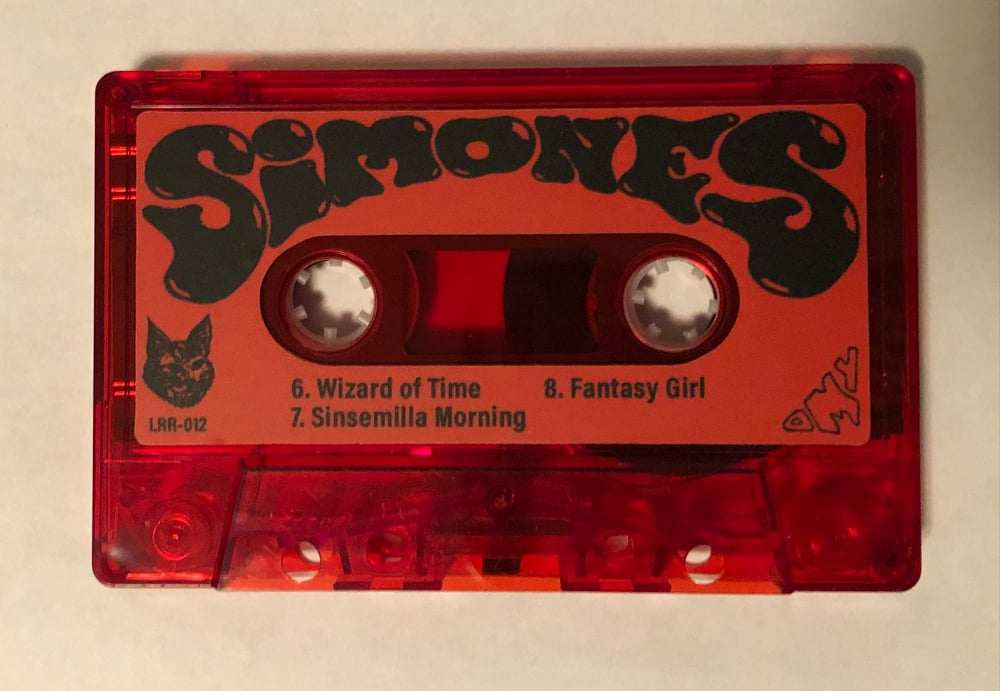 SiMONES
6. Wizard of Time
8. Fantasy Girl
7. Sinsemilla Morning
LRR-012